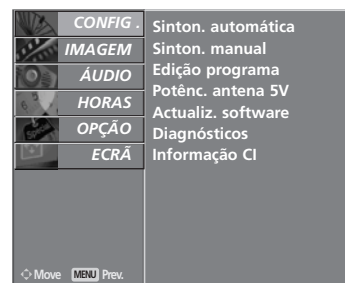 CONFIG .
IMAGEM
ÁUDIO
HORAS
OPÇÃO
ECRÃ
Sinton. automática
Sinton. manual
Edição programa
Potênc. antena 5V
Actualiz. software
Diagnósticos
Informação CI
Move MENU Prev.